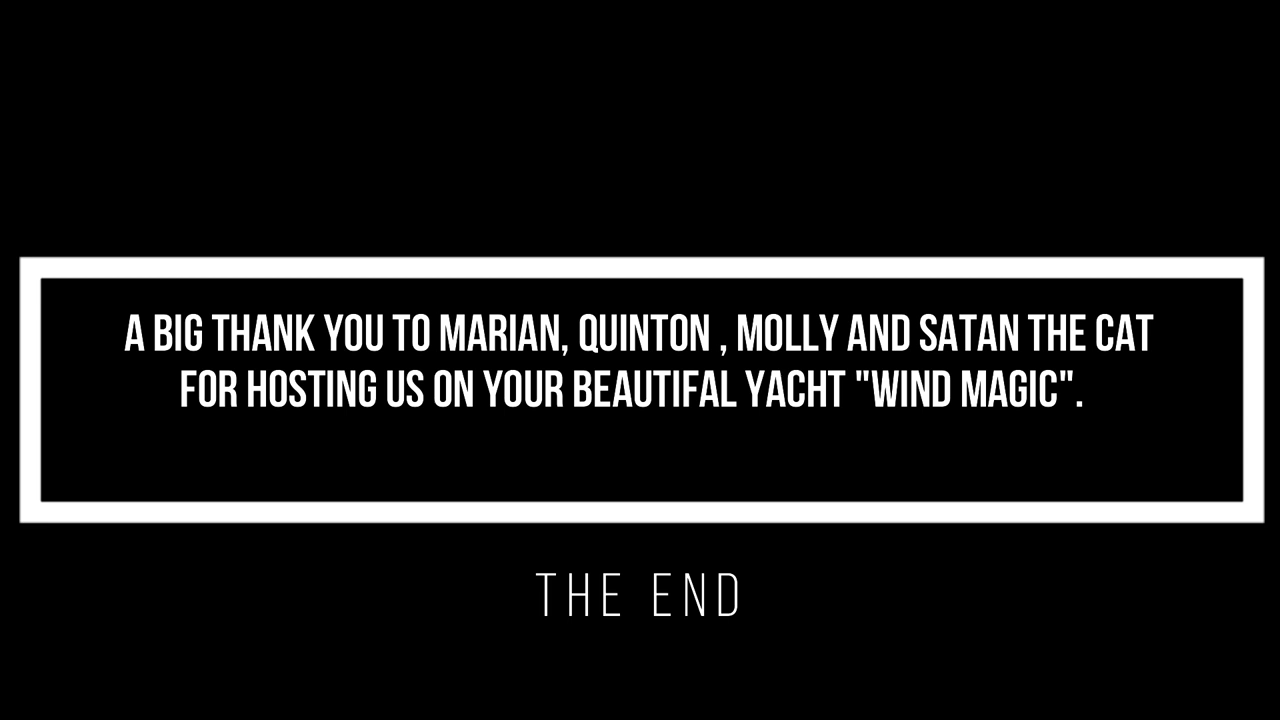 A BIG THANK YOU TO MARIAN, QUINTON , MOLLY AND SATAN THE CAT
FOR HOSTING US ON YOUR BEAUTIFAL YACHT "WIND MAGIC".
THE END